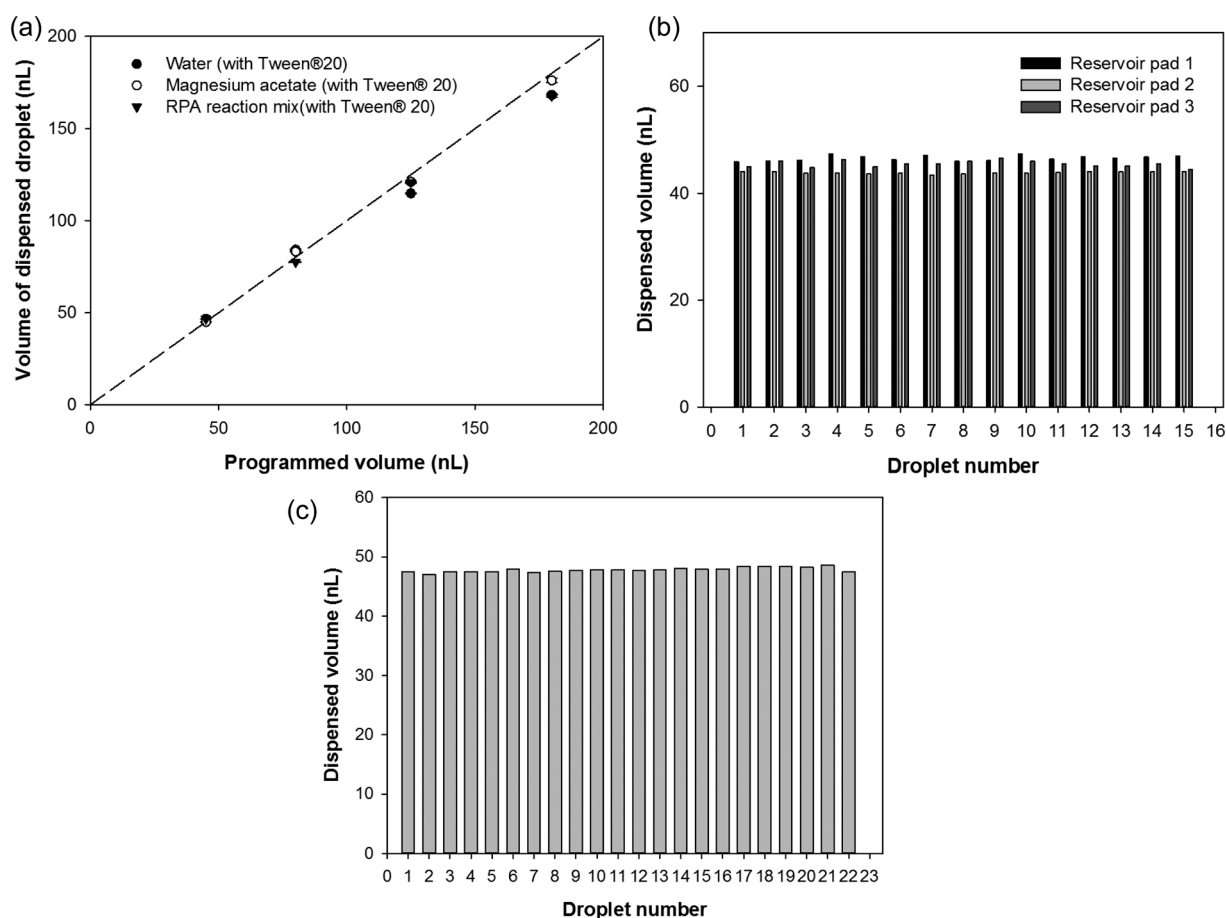 (a)
200
150
100
50
0
Volume of dispensed droplet (nL)
Water (with Tween®20)
Magnesium acetate (with Tween® 20)
RPA reaction mix(with Tween® 20)
0 50 100 150 200
Programmed volume (nL)
(b)
60
40
20
0
Dispensed volume (nL)
Reservoir pad 1
Reservoir pad 2
Reservoir pad 3
0 1 2 3 4 5 6 7 8 9 10 11 12 13 14 15 16
Droplet number
(c)
60
50
40
30
20
10
0
Dispensed volume (nL)
0 1 2 3 4 5 6 7 8 9 10 11 12 13 14 15 16 17 18 19 20 21 22 23
Droplet number